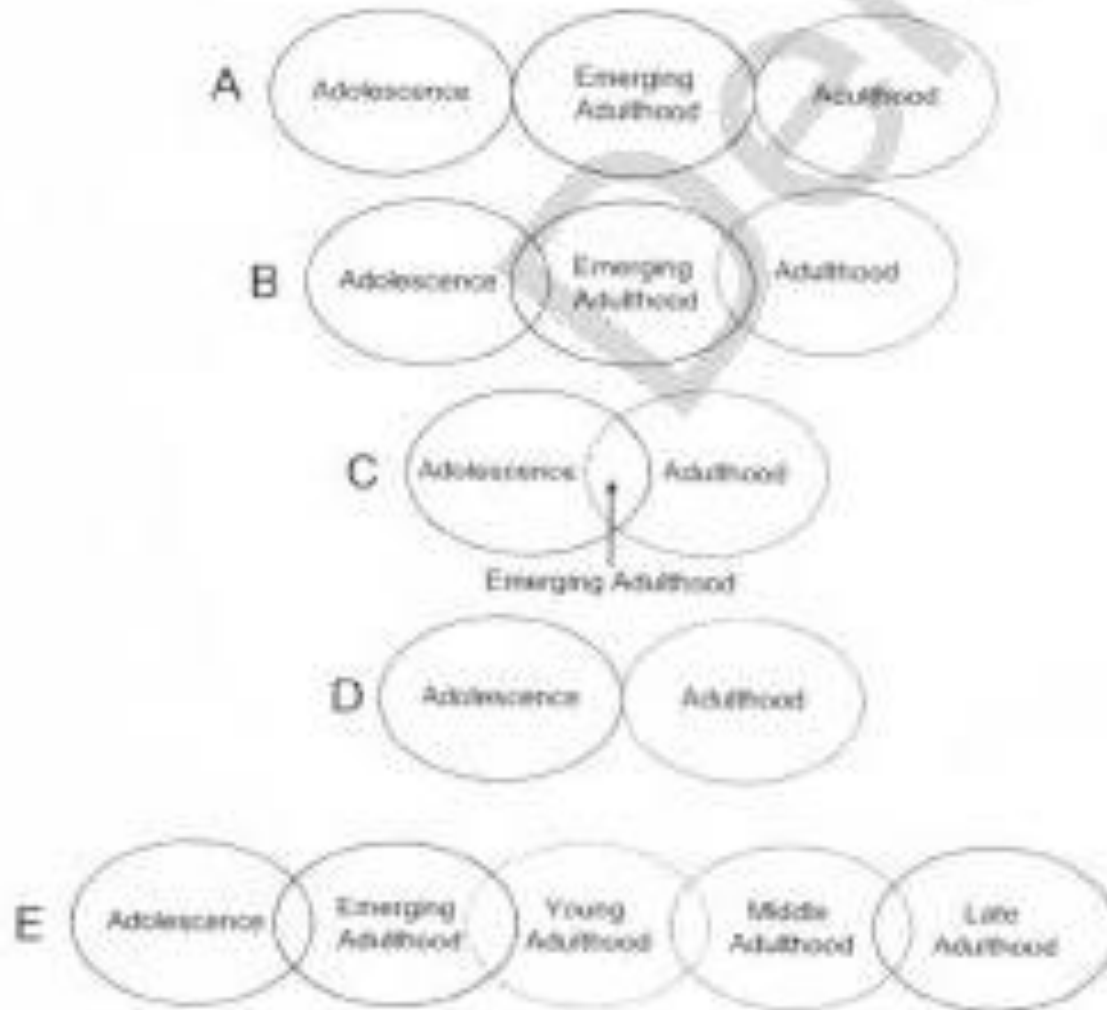 A
Adolescence
Emerging
Adulthood
Adulthood
B
Adolescence
Emerging
Adulthood
Adulthood
C
Adolescence
Adulthood
Emerging Adulthood
D
Adolescence
Adulthood
E
Adolescence
Emerging
Adulthood
Young
Adulthood
Middle
Adulthood
Late
Adulthood